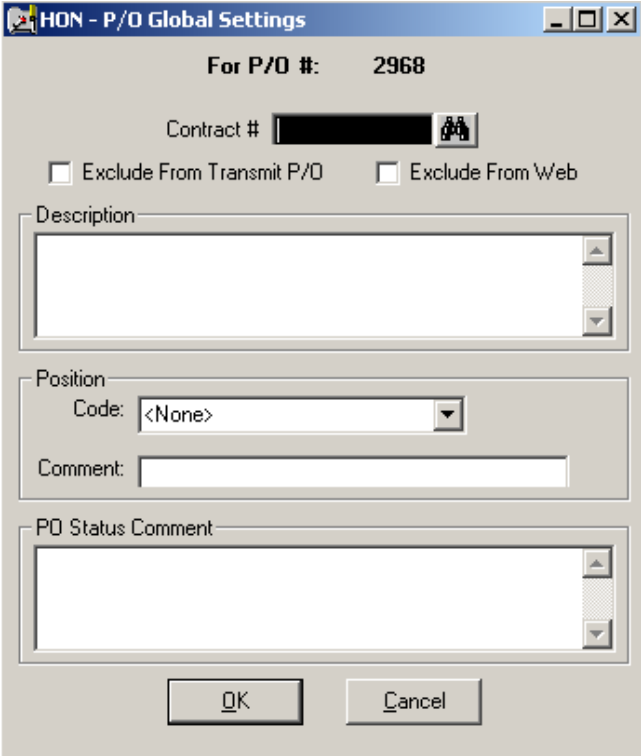 HON - P/O Global Settings
For P/O #: 2968
Contract #
Exclude From Transmit P/O Exclude From Web
Description
Position
Code: <None>
Comment:
PO Status Comment
OK Cancel